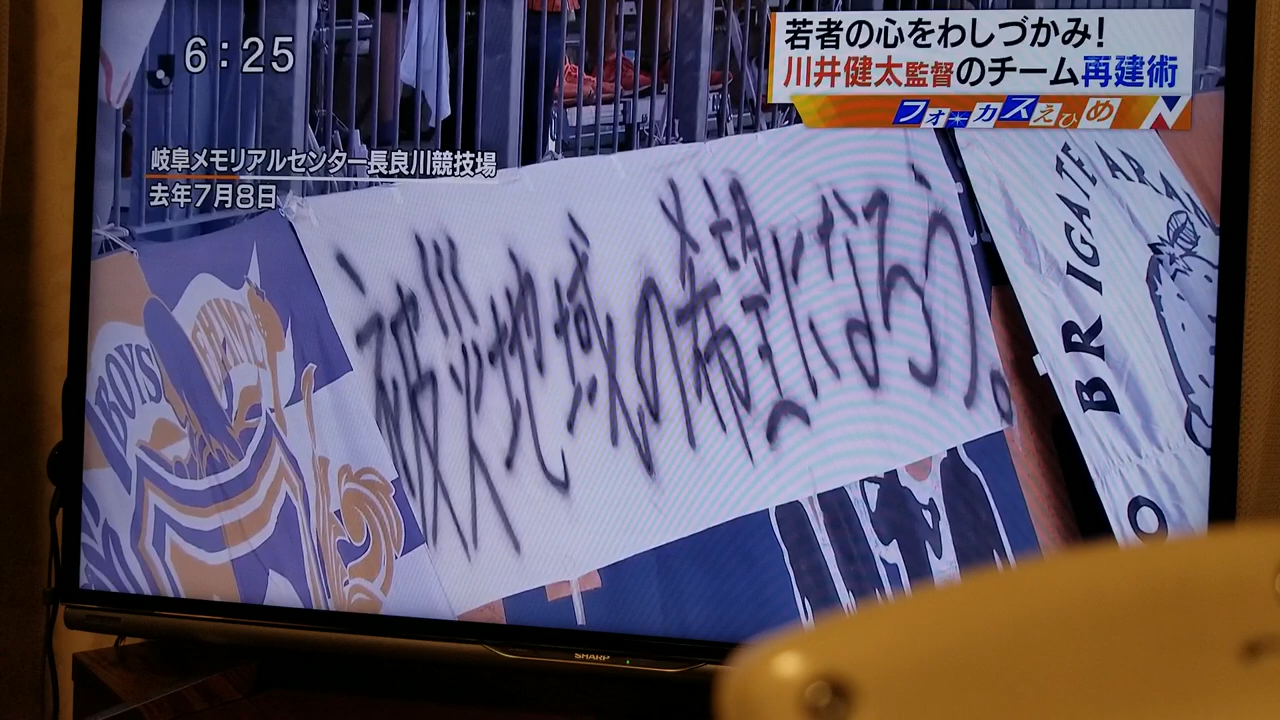 6:25
若者の心をわしづかみ!
川井健太監督のチーム再建術
フォーカスえひめ
N
岐阜メモリアルセンター長良川競技場
去年7月8日
被災地域の希望になろう。
BOYS
EHIME
BRIGATE ARA
O
SHARP